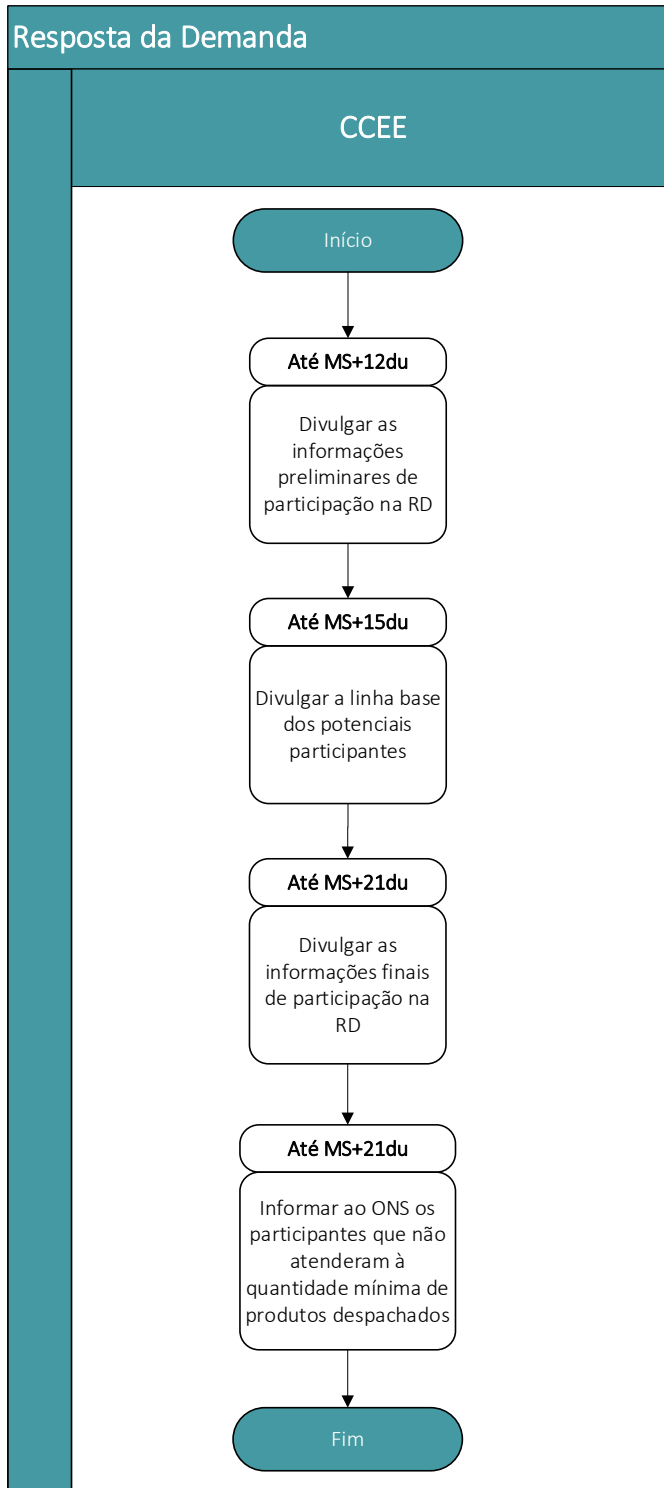 Resposta da Demanda
CCEE
Início
Até MS+12du
Divulgar as
informações
preliminares de
participação na RD
Até MS+15du
Divulgar a linha base
dos potenciais
participantes
Até MS+21du
Divulgar as
informações finais
de participação na
RD
Até MS+21du
Informar ao ONS os
participantes que não
atenderam à
quantidade mínima de
produtos despachados
Fim